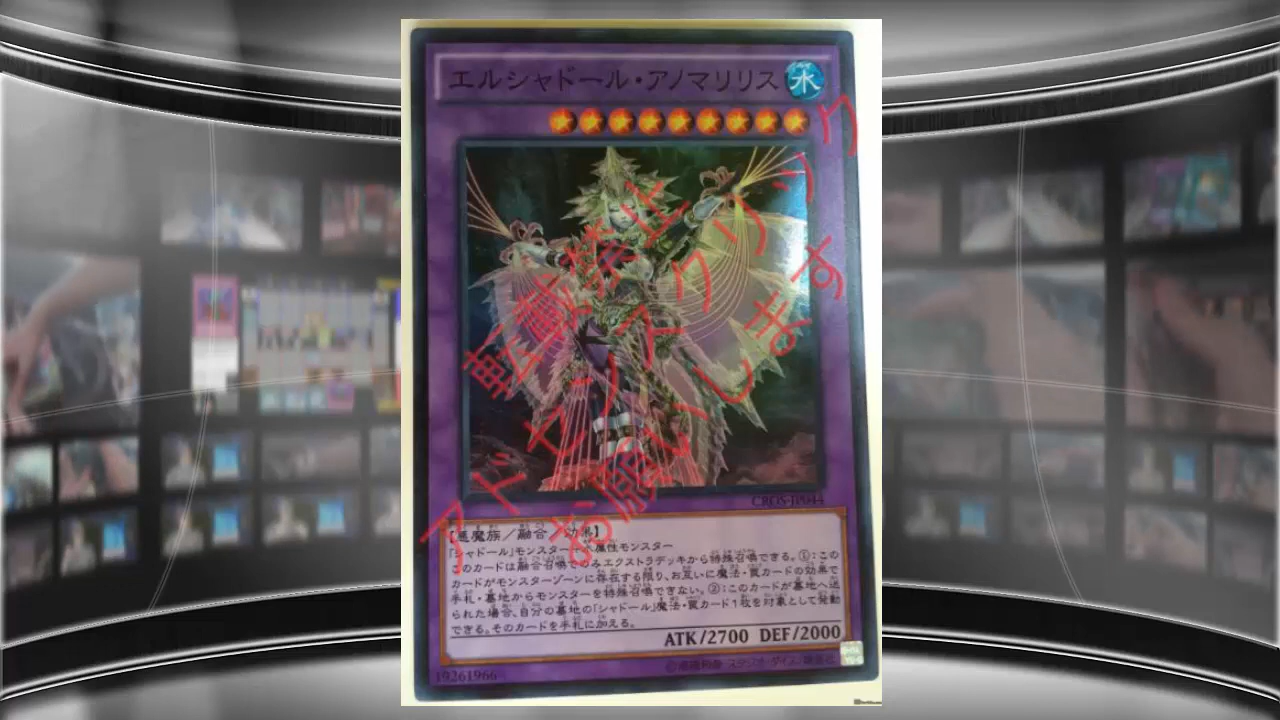 エルシャドール・アノマリリス
水
転載禁止
アドセンスクリック
お願いします
CROS-JP044
【悪魔族/融合/効果】
「シャドール」モンスター+水属性モンスター
このカードは融合召喚でのみエクストラデッキから特殊召喚できる。①:この
カードがモンスターゾーンに存在する限り、お互いに魔法・罠カードの効果で
手札・墓地からモンスターを特殊召喚できない。②:このカードが墓地へ送
られた場合、自分の墓地の「シャドール」魔法・罠カード1枚を対象として発動
できる。そのカードを手札に加える。
ATK/2700 DEF/2000
19261966